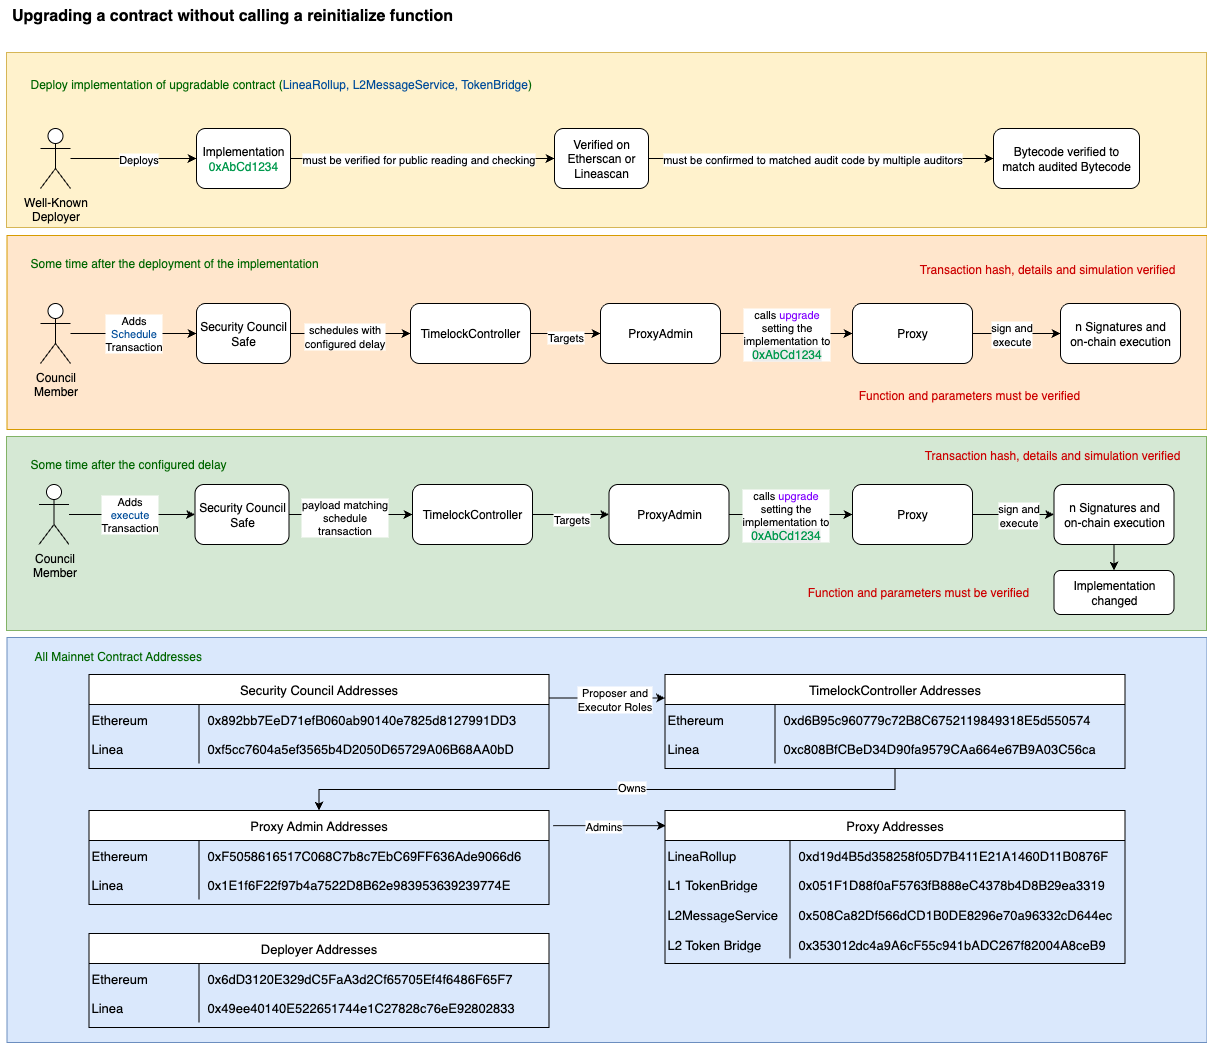 Upgrading a contract without calling a reinitialize function
Deploy implementation of upgradable contract (LineaRollup, L2MessageService, TokenBridge)
Well-Known
Deployer
Deploys
Implementation
0xAbCd1234
must be verified for public reading and checking
Verified on
Etherscan or
Lineascan
must be confirmed to matched audit code by multiple auditors
Bytecode verified to
match audited Bytecode
Some time after the deployment of the implementation
Transaction hash, details and simulation verified
Council
Member
Adds
Schedule
Transaction
Security Council
Safe
schedules with
configured delay
TimelockController
Targets
ProxyAdmin
calls upgrade
setting the
implementation to
0xAbCd1234
Proxy
sign and
execute
n Signatures and
on-chain execution
Function and parameters must be verified
Some time after the configured delay
Transaction hash, details and simulation verified
Council
Member
Adds
execute
Transaction
Security Council
Safe
payload matching
schedule
transaction
TimelockController
Targets
ProxyAdmin
calls upgrade
setting the
implementation to
0xAbCd1234
Proxy
sign and
execute
n Signatures and
on-chain execution
Implementation
changed
Function and parameters must be verified
All Mainnet Contract Addresses
Security Council Addresses
Ethereum 0x892bb7EeD71efB060ab90140e7825d8127991DD3
Linea 0xf5cc7604a5ef3565b4D2050D65729A06B68AA0bD
Proposer and
Executor Roles
TimelockController Addresses
Ethereum 0xd6B95c960779c72B8C6752119849318E5d550574
Linea 0xc808BfCBeD34D90fa9579CAa664e67B9A03C56ca
Owns
Proxy Admin Addresses
Ethereum 0xF5058616517C068C7b8c7EbC69FF636Ade9066d6
Linea 0x1E1f6F22f97b4a7522D8B62e983953639239774E
Admins
Proxy Addresses
LineaRollup 0xd19d4B5d358258f05D7B411E21A1460D11B0876F
L1 TokenBridge 0x051F1D88f0aF5763fB888eC4378b4D8B29ea3319
L2MessageService 0x508Ca82Df566dCD1B0DE8296e70a96332cD644ec
L2 Token Bridge 0x353012dc4a9A6cF55c941bADC267f82004A8ceB9
Deployer Addresses
Ethereum 0x6dD3120E329dC5FaA3d2Cf65705Ef4f6486F65F7
Linea 0x49ee40140E522651744e1C27828c76eE92802833